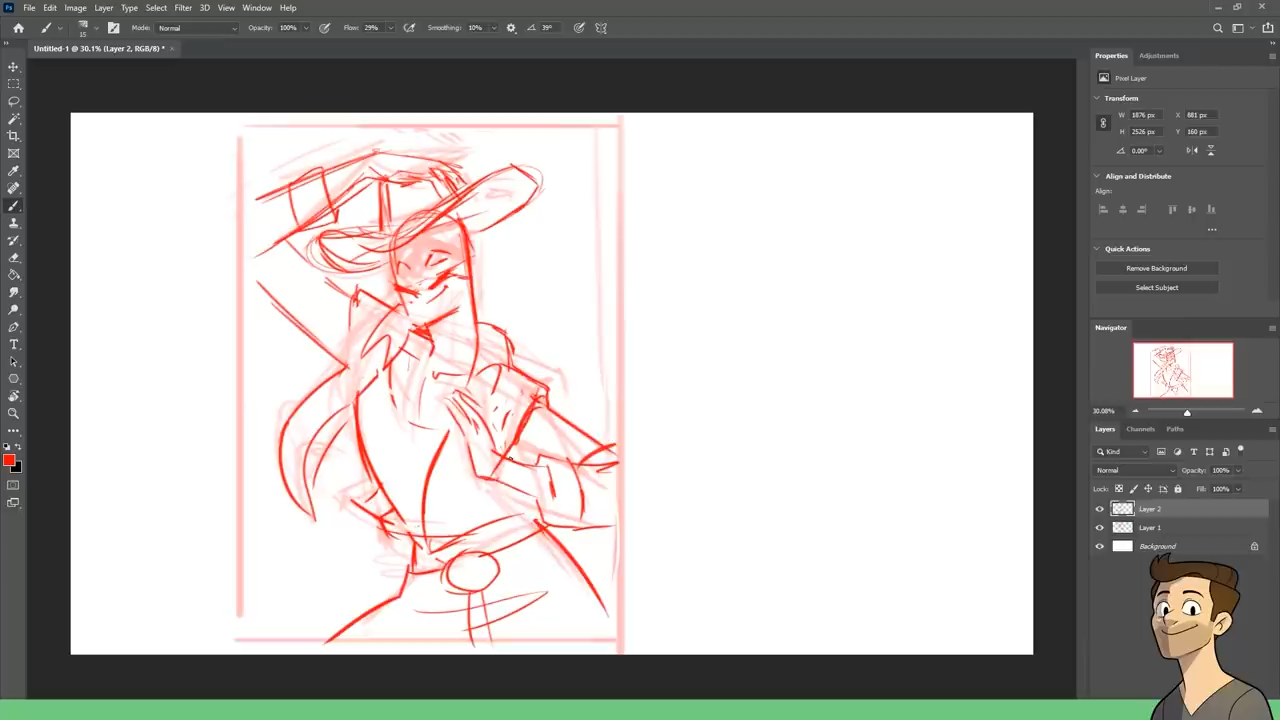 Ps File Edit Image Layer Type Select Filter 3D View Window Help
15 Mode: Normal Opacity: 100% Flow: 29% Smoothing: 10% 39°
Untitled-1 @ 30.1% (Layer 2, RGB/8) * ×
Properties Adjustments
Pixel Layer
Transform
W 1876 px X 881 px
H 2526 px Y 160 px
0.00°
Align and Distribute
Align:
Quick Actions
Remove Background
Select Subject
Navigator
30.08%
Layers Channels Paths
Kind
Normal Opacity: 100%
Lock: Fill: 100%
Layer 2
Layer 1
Background